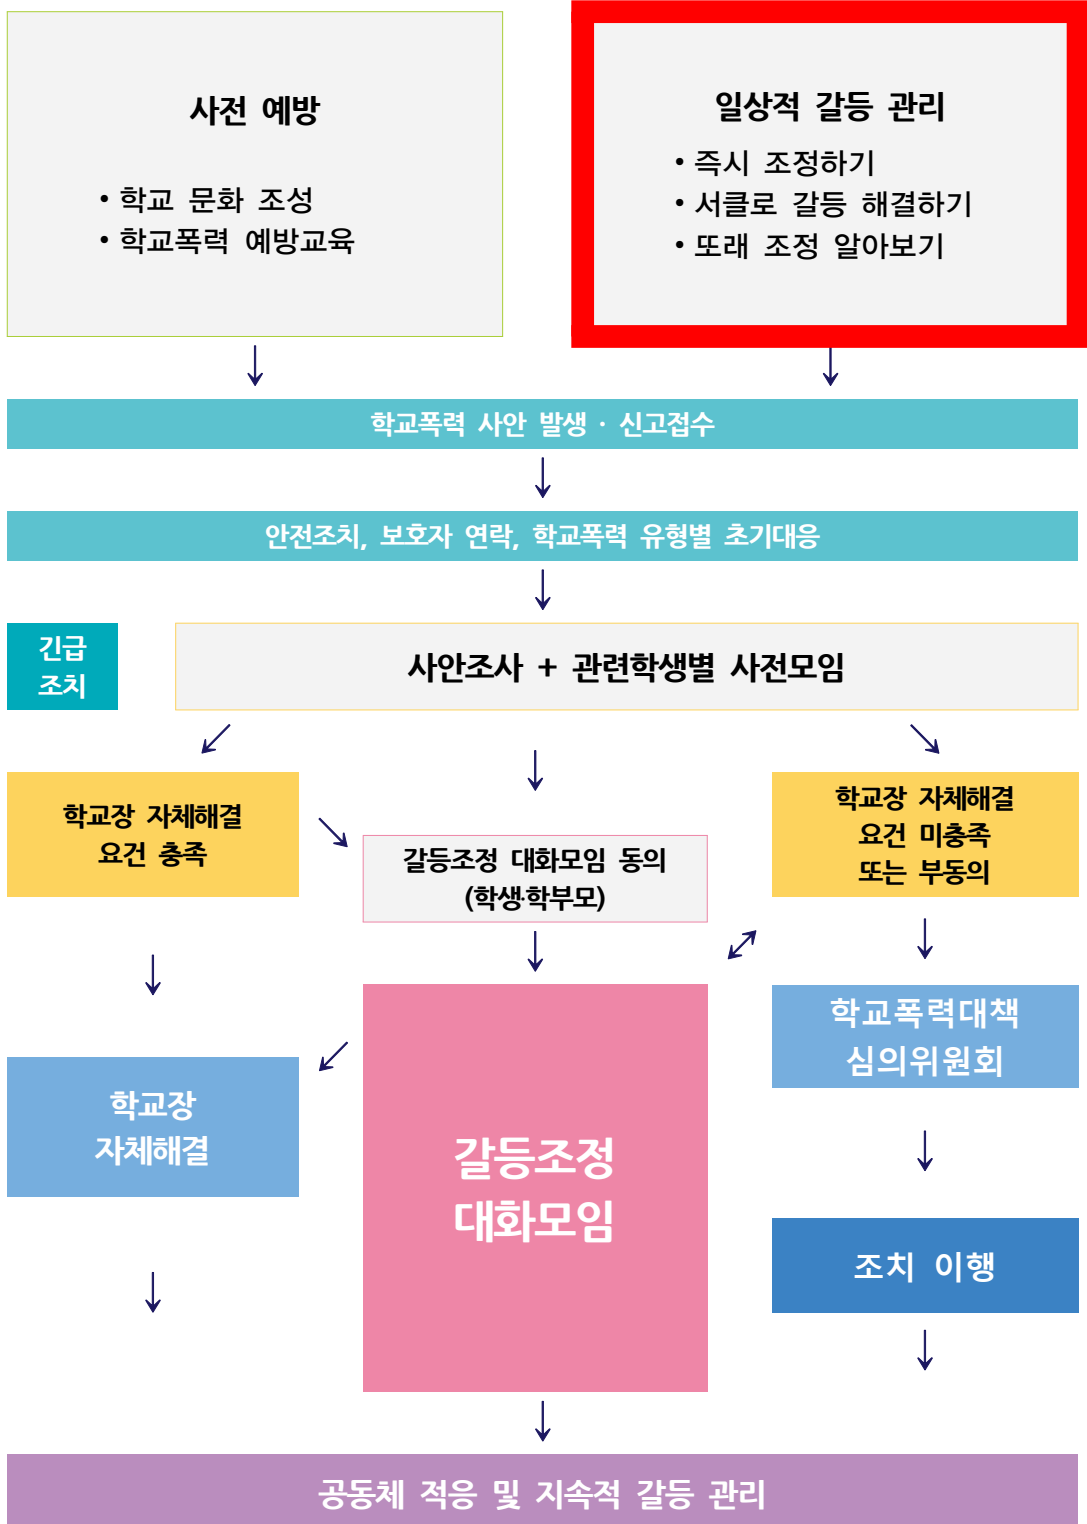 사전 예방
• 학교 문화 조성
• 학교폭력 예방교육
일상적 갈등 관리
• 즉시 조정하기
• 서클로 갈등 해결하기
• 또래 조정 알아보기
학교폭력 사안 발생 · 신고접수
안전조치, 보호자 연락, 학교폭력 유형별 초기대응
긴급
조치
사안조사 + 관련학생별 사전모임
학교장 자체해결
요건 충족
갈등조정 대화모임 동의
(학생·학부모)
학교장 자체해결
요건 미충족
또는 부동의
학교장
자체해결
갈등조정
대화모임
학교폭력대책
심의위원회
조치 이행
공동체 적응 및 지속적 갈등 관리